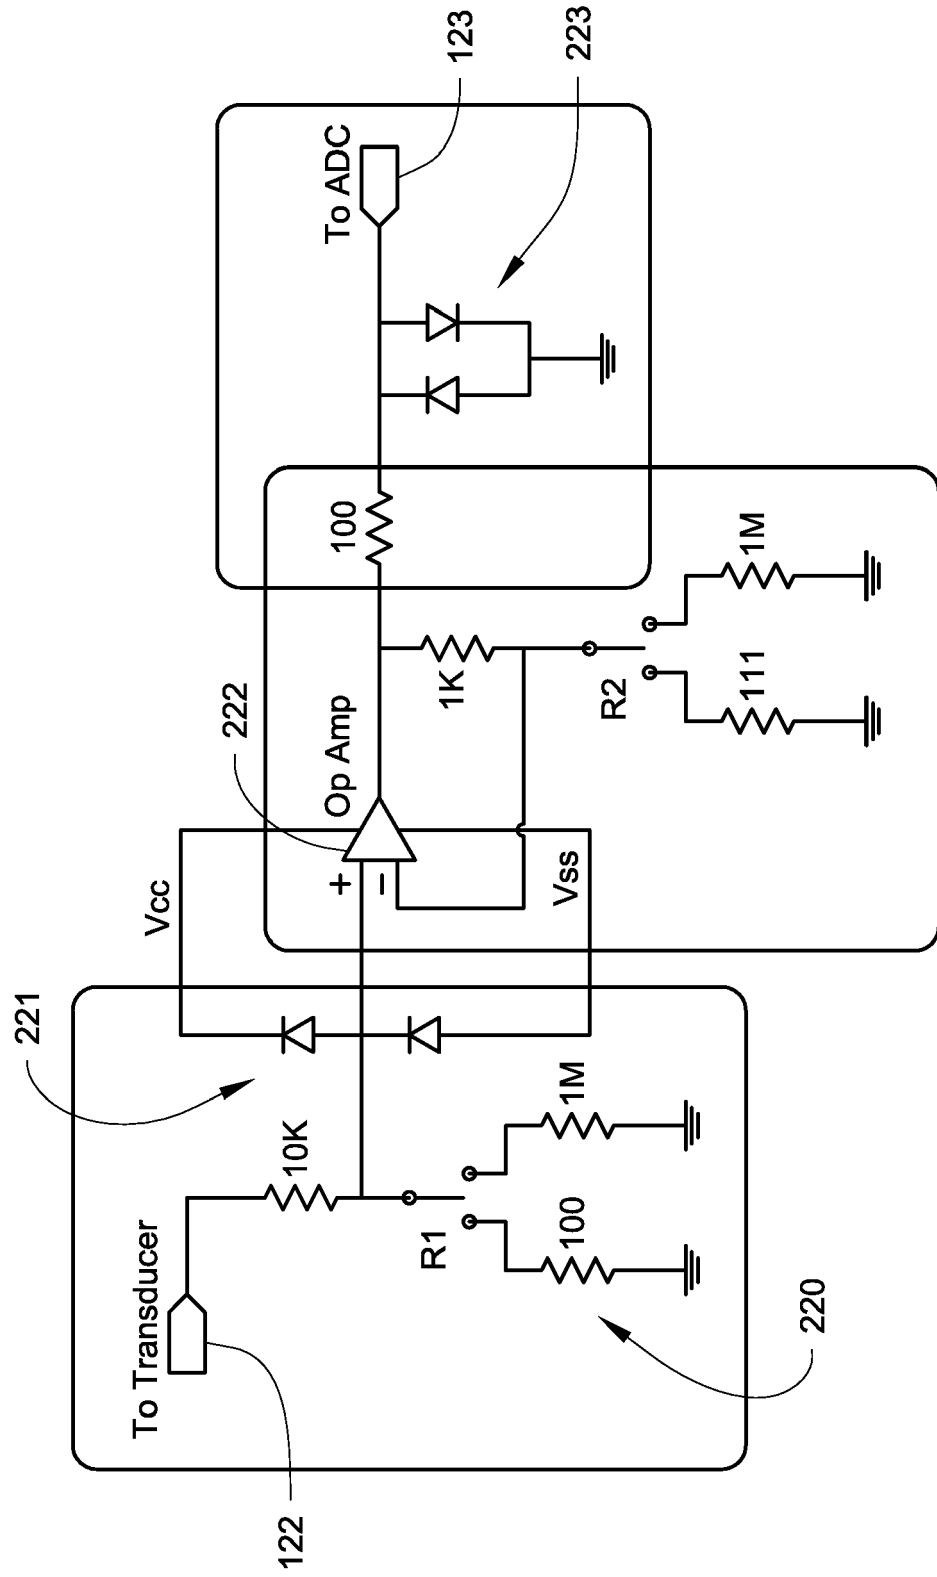 To Transducer
122
10K
R1
100
1M
220
221
Vcc
Vss
+
−
222
Op Amp
1K
R2
111
1M
100
To ADC
123
223